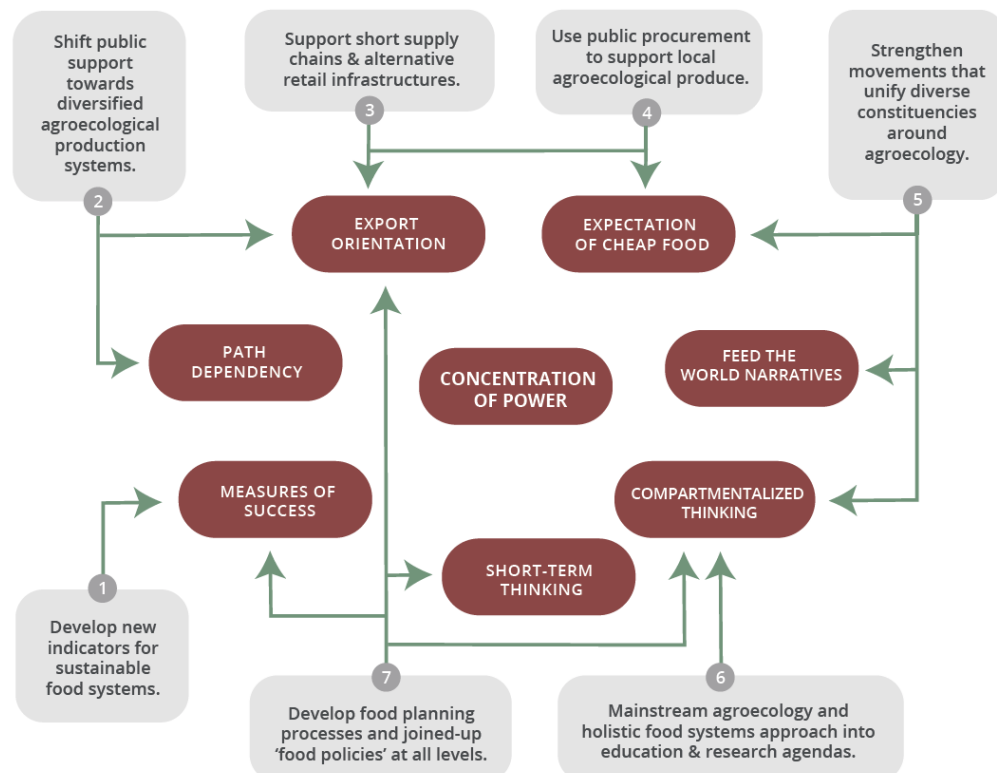 Shift public
support
towards
diversified
agroecological
production
systems.
2
Support short supply
chains & alternative
retail infrastructures.
3
Use public procurement
to support local
agroecological produce.
4
Strengthen
movements that
unify diverse
constituencies
around
agroecology.
5
EXPORT
ORIENTATION
EXPECTATION
OF CHEAP FOOD
PATH
DEPENDENCY
CONCENTRATION
OF POWER
FEED THE
WORLD NARRATIVES
MEASURES OF
SUCCESS
COMPARTMENTALIZED
THINKING
SHORT-TERM
THINKING
1
Develop new
indicators for
sustainable
food systems.
7
Develop food planning
processes and joined-up
‘food policies’ at all levels.
6
Mainstream agroecology and
holistic food systems approach into
education & research agendas.